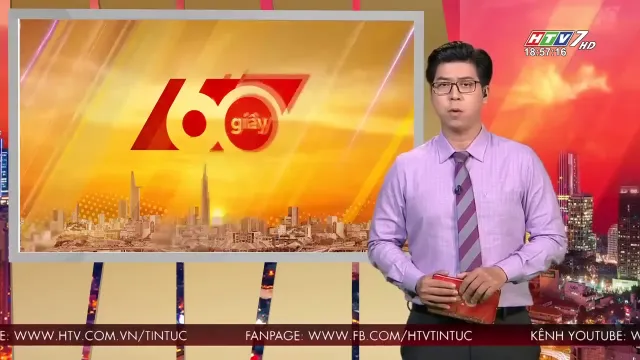 HTV7 HD
18:57:16
60 giây
E: WWW.HTV.COM.VN/TINTUC FANPAGE: WWW.FB.COM/HTVTINTUC KÊNH YOUTUBE: WW